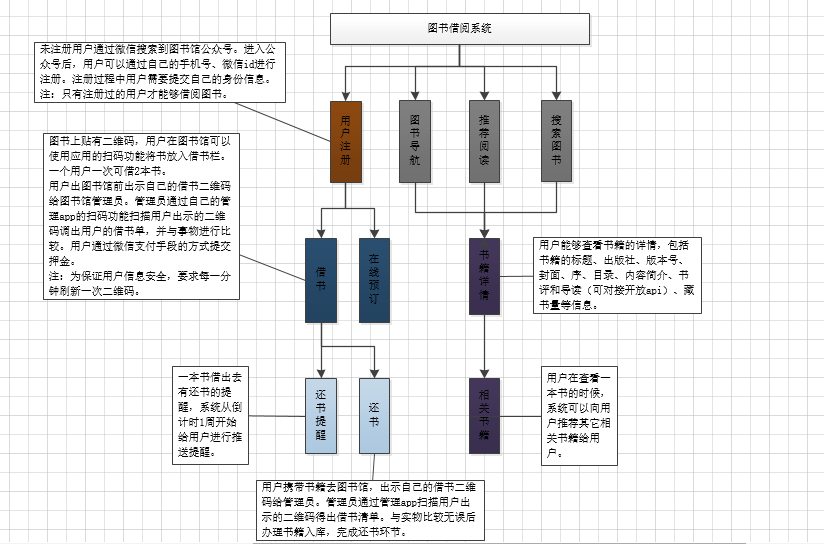 图书借阅系统
未注册用户通过微信搜索到图书馆公众号。进入公
众号后，用户可以通过自己的手机号、微信id进行
注册。注册过程中用户需要提交自己的身份信息。
注：只有注册过的用户才能够借阅图书。
用户注册
图书导航
推荐阅读
搜索图书
图书上贴有二维码，用户在图书馆可以
使用应用的扫码功能将书放入借书栏。
一个用户一次可借2本书。
用户出图书馆前出示自己的借书二维码
给图书馆管理员。管理员通过自己的管
理app的扫码功能扫描用户出示的二维
码调出用户的借书单，并与事物进行比
较。用户通过微信支付手段的方式提交
押金。
注：为保证用户信息安全，要求每一分
钟刷新一次二维码。
借书
在线预订
书籍详情
用户能够查看书籍的详情，包括
书籍的标题、出版社、版本号、
封面、序、目录、内容简介、书
评和导读（可对接开放api）、藏
书量等信息。
一本书借出去
有还书的提
醒，系统从倒
计时1周开始
给用户进行推
送提醒。
还书提醒
还书
相关书籍
用户在查看一
本书的时候，
系统可以向用
户推荐其它相
关书籍给用
户。
用户携带书籍去图书馆，出示自己的借书二维
码给管理员。管理员通过管理app扫描用户出
示的二维码得出借书清单。与实物比较无误后
办理书籍入库，完成还书环节。